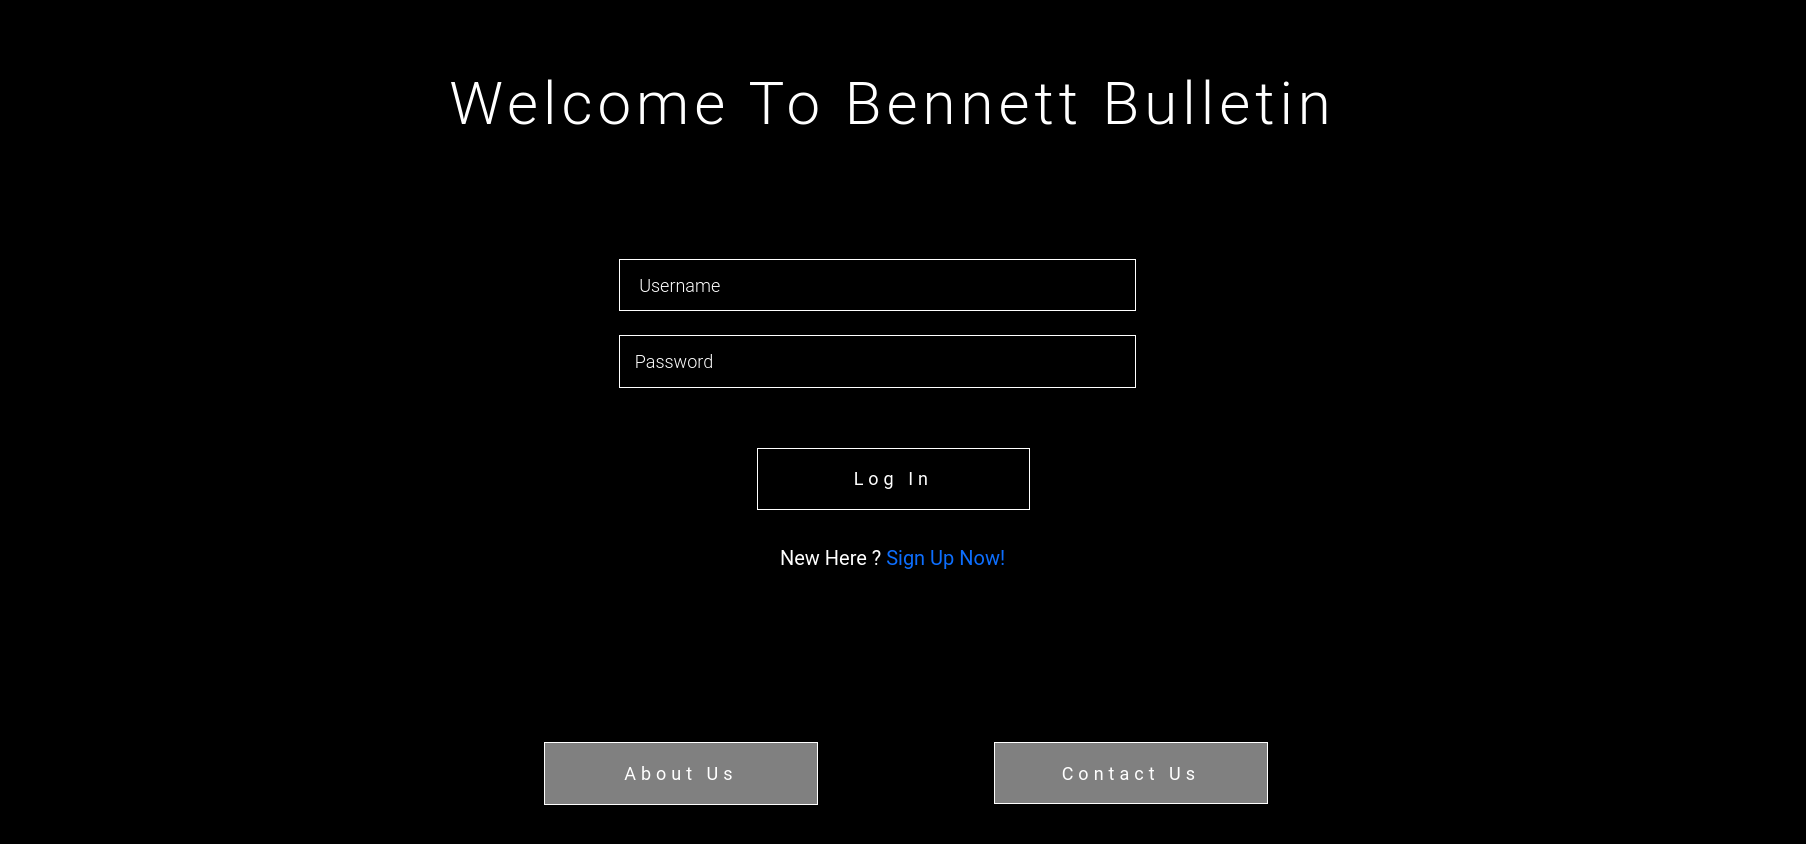 Welcome To Bennett Bulletin
Username
Password
Log In
New Here ? Sign Up Now!
About Us
Contact Us